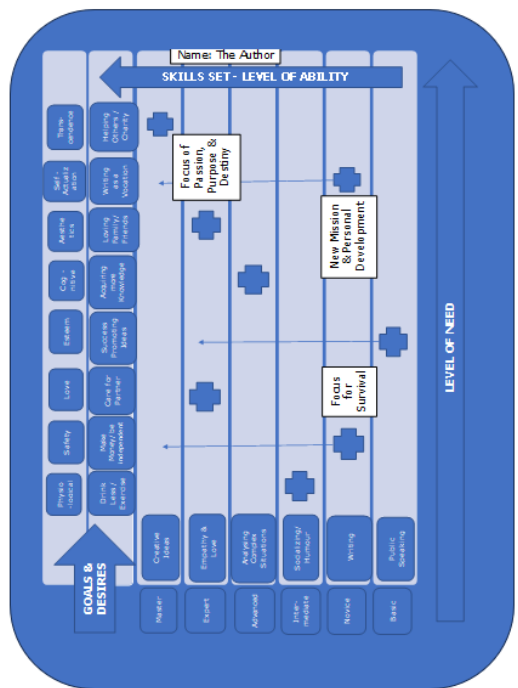 Name: The Author
SKILLS SET - LEVEL OF ABILITY
Trans-
cendence
Helping
Others /
Charity
Self -
Actualiz
ation
Writing
as a
Vocation
Aesthe
tics
Loving
Family/
Friends
Cog -
nitive
Acquiring
more
Knowledge
Esteem
Success
Promoting
Ideas
Love
Care for
Partner
Safety
Make
Money/be
Independent
Physio
-logical
Drink
Less /
Exercise
GOALS &
DESIRES
Focus of
Passion,
Purpose &
Destiny
New Mission
& Personal
Development
Focus
for
Survival
LEVEL OF NEED
Creative
Ideas
Empathy &
Love
Analysing
Complex
Situations
Socializing/
Humour
Writing
Public
Speaking
Master
Expert
Advanced
Inter-
mediate
Novice
Basic